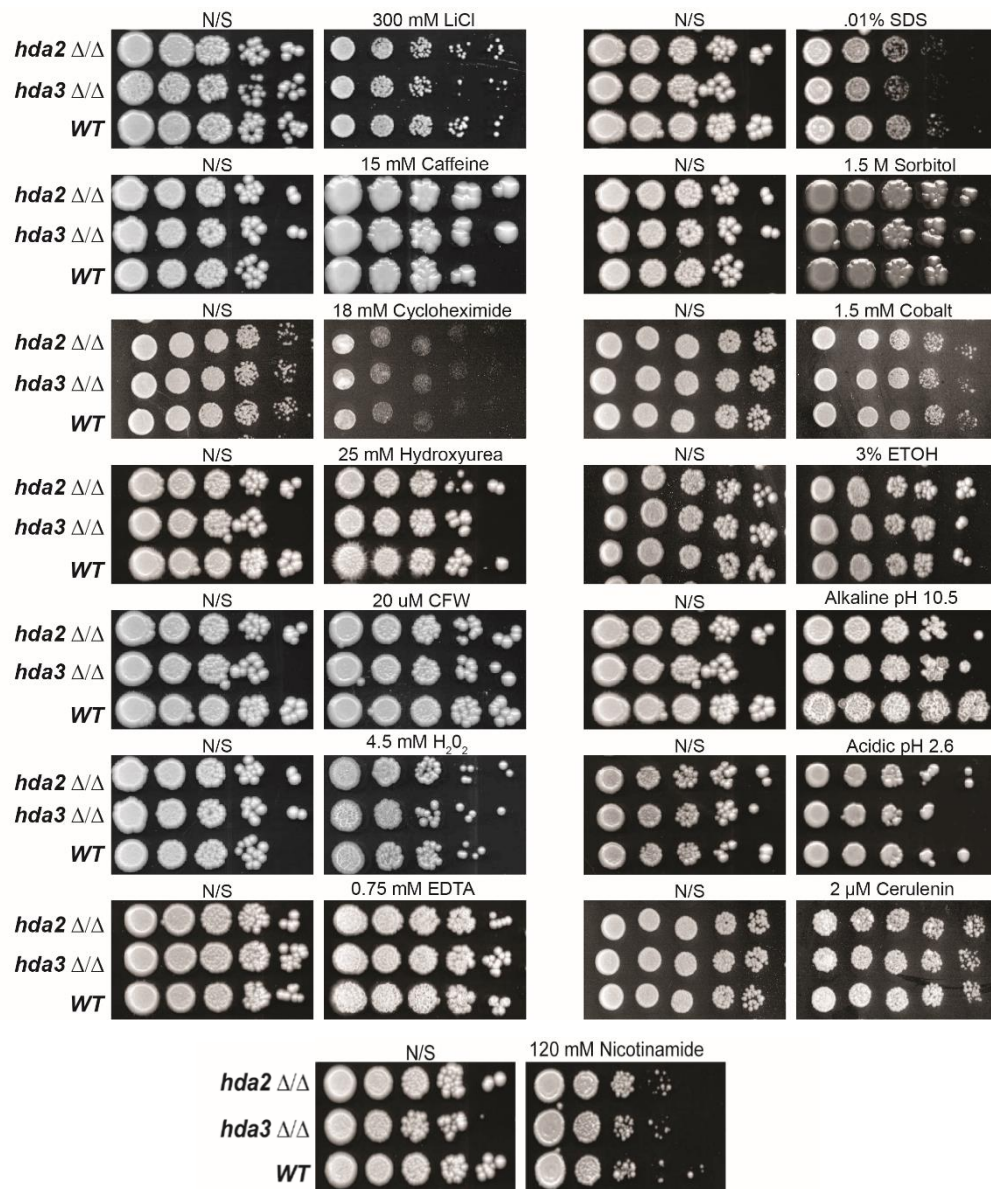 N/S 300 mM LiCl N/S .01% SDS
hda2 Δ/Δ
hda3 Δ/Δ
WT
N/S 15 mM Caffeine N/S 1.5 M Sorbitol
hda2 Δ/Δ
hda3 Δ/Δ
WT
N/S 18 mM Cycloheximide N/S 1.5 mM Cobalt
hda2 Δ/Δ
hda3 Δ/Δ
WT
N/S 25 mM Hydroxyurea N/S 3% ETOH
hda2 Δ/Δ
hda3 Δ/Δ
WT
N/S 20 uM CFW N/S Alkaline pH 10.5
hda2 Δ/Δ
hda3 Δ/Δ
WT
N/S 4.5 mM H₂0₂ N/S Acidic pH 2.6
hda2 Δ/Δ
hda3 Δ/Δ
WT
N/S 0.75 mM EDTA N/S 2 µM Cerulenin
hda2 Δ/Δ
hda3 Δ/Δ
WT
N/S 120 mM Nicotinamide
hda2 Δ/Δ
hda3 Δ/Δ
WT